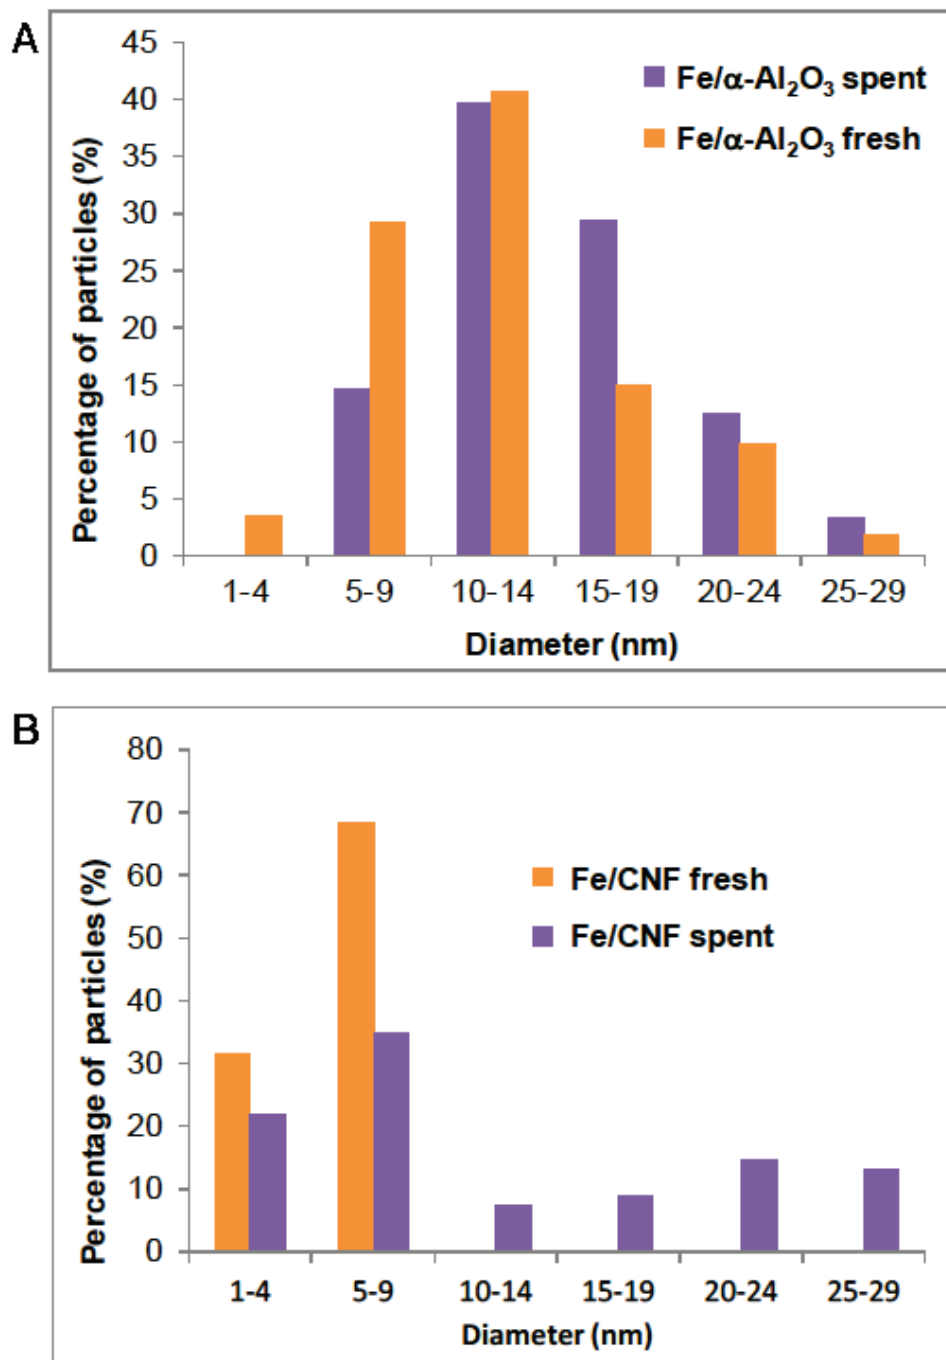 A
45
40
35
30
25
20
15
10
5
0
Percentage of particles (%)
Fe/α-Al₂O₃ spent
Fe/α-Al₂O₃ fresh
1-4 5-9 10-14 15-19 20-24 25-29
Diameter (nm)
B
80
70
60
50
40
30
20
10
0
Percentage of particles (%)
Fe/CNF fresh
Fe/CNF spent
1-4 5-9 10-14 15-19 20-24 25-29
Diameter (nm)